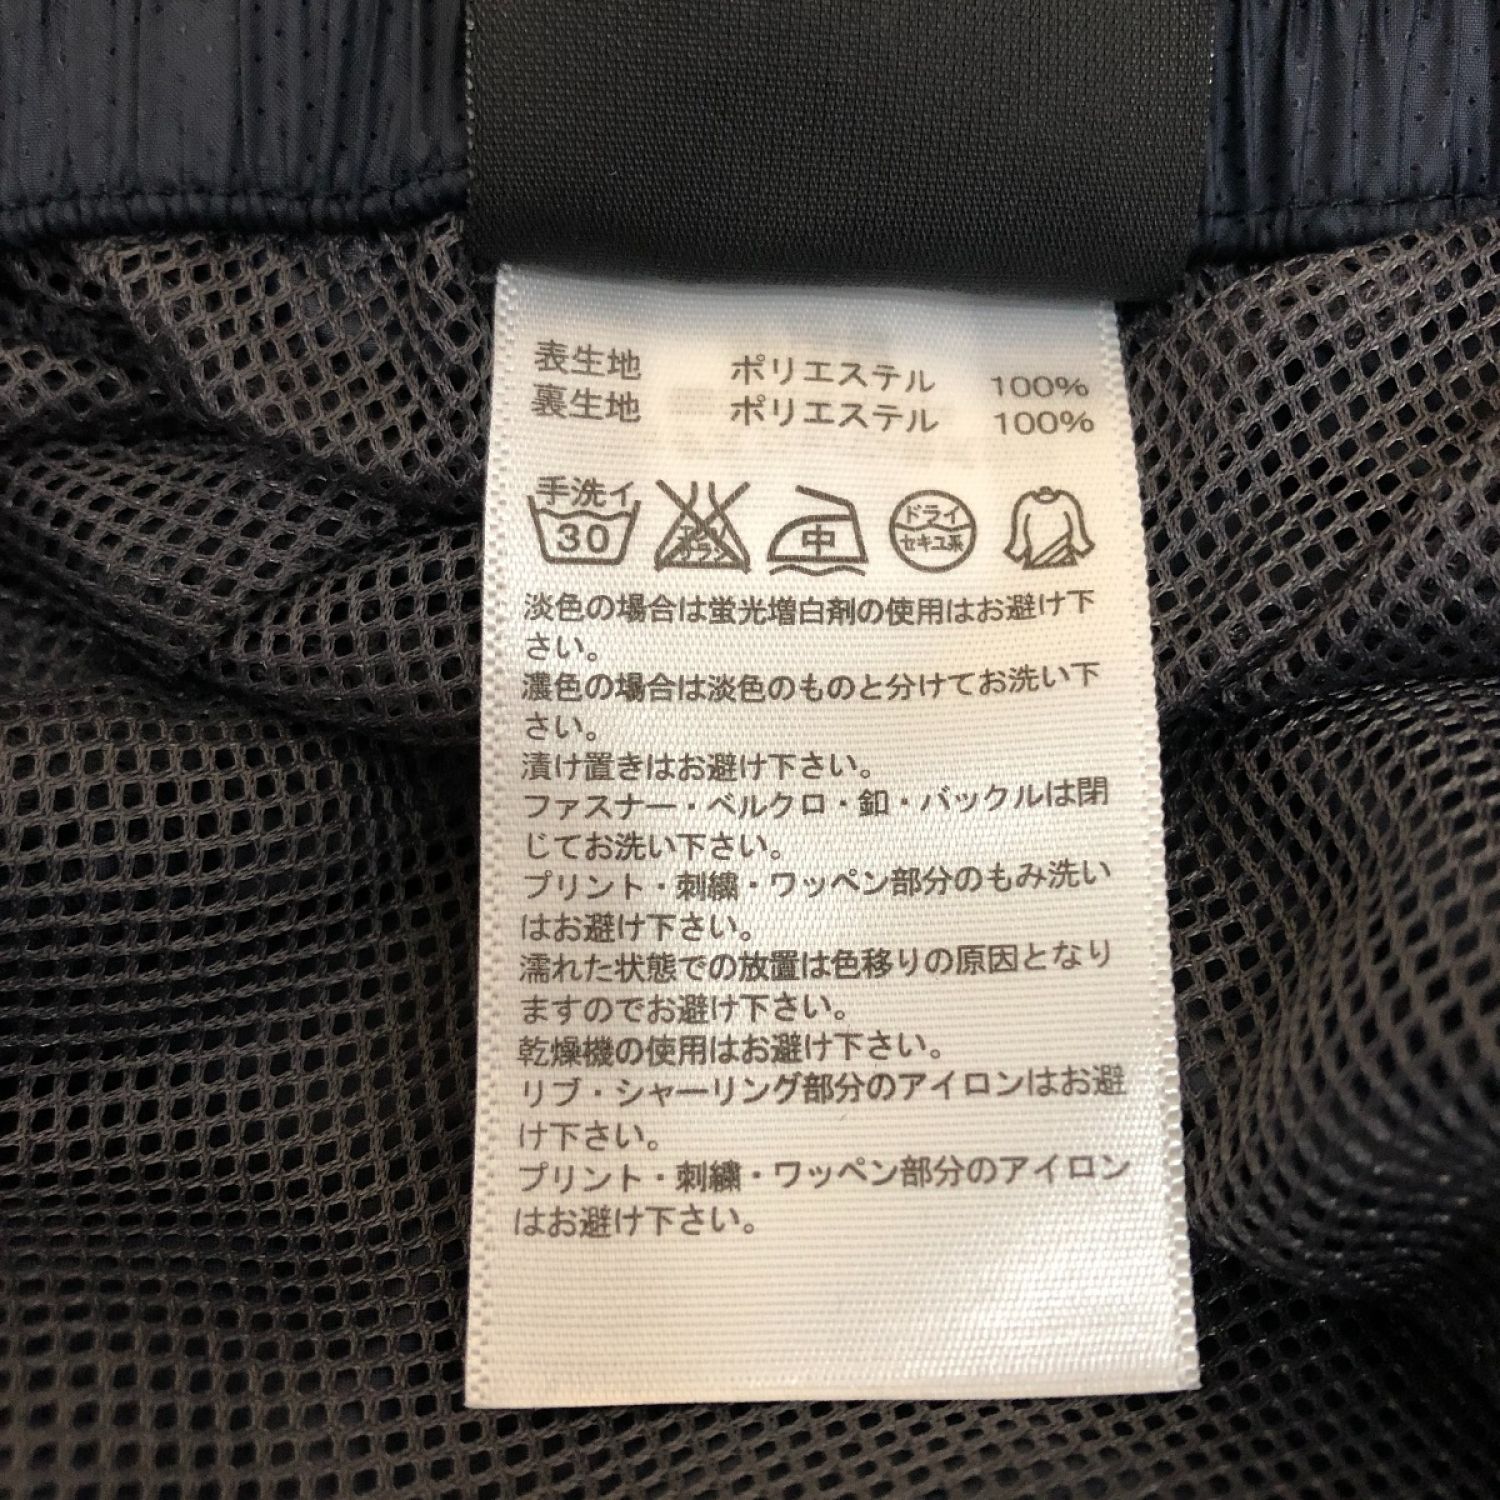 表生地 ポリエステル 100%
裏生地 ポリエステル 100%
手洗イ 30 エンソサラシ 中 ドライ セキユ系
淡色の場合は蛍光増白剤の使用はお避け下
さい。
濃色の場合は淡色のものと分けてお洗い下
さい。
漬け置きはお避け下さい。
ファスナー・ベルクロ・釦・バックルは閉
じてお洗い下さい。
プリント・刺繍・ワッペン部分のもみ洗い
はお避け下さい。
濡れた状態での放置は色移りの原因となり
ますのでお避け下さい。
乾燥機の使用はお避け下さい。
リブ・シャーリング部分のアイロンはお避
け下さい。
プリント・刺繍・ワッペン部分のアイロン
はお避け下さい。